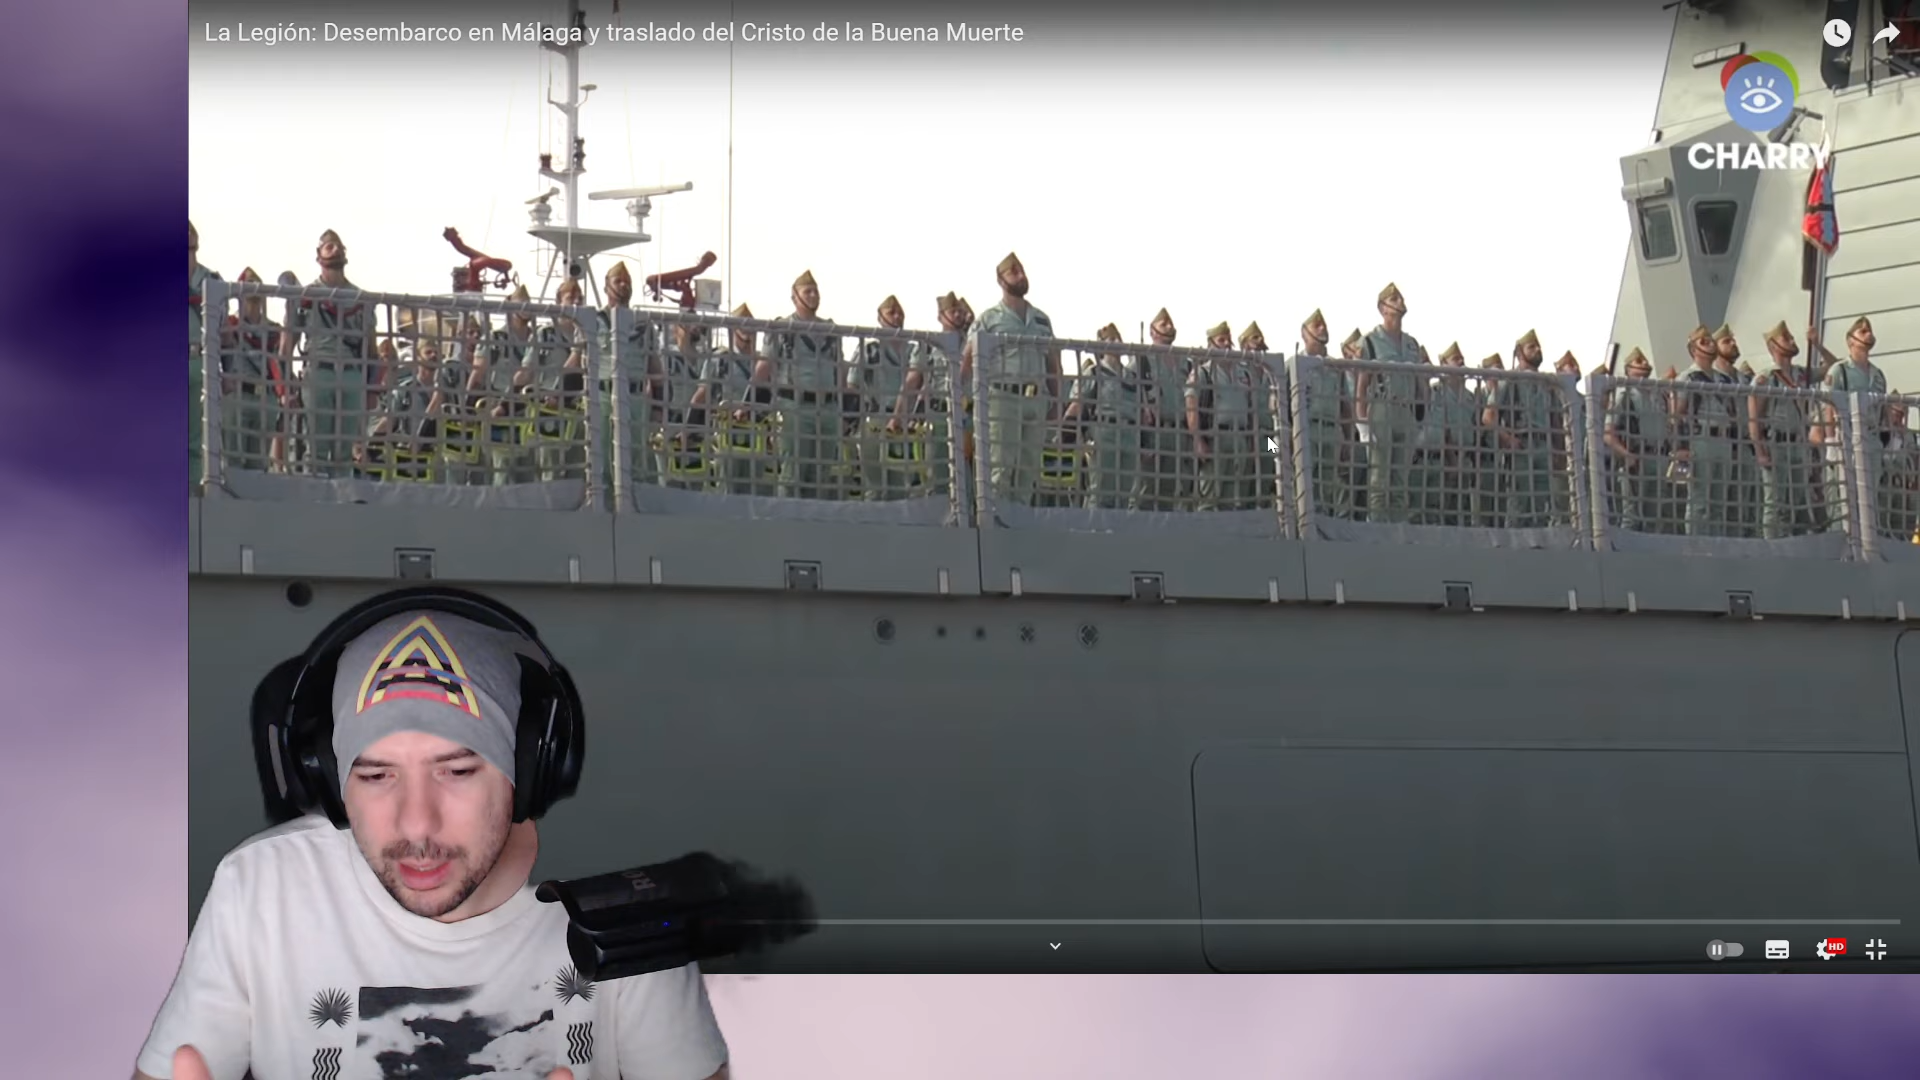 La Legión: Desembarco en Málaga y traslado del Cristo de la Buena Muerte
CHARRY
HD